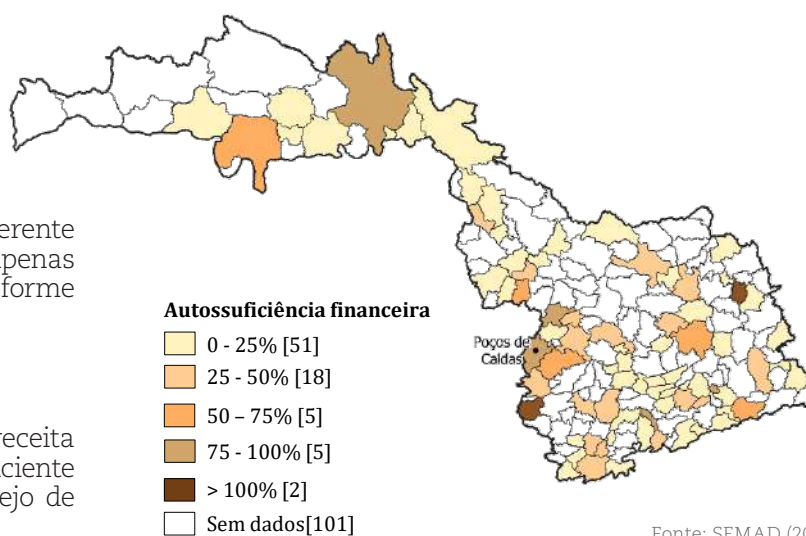 erente
penas
forme
Autossuficiência financeira
0 - 25% [51]
25 - 50% [18]
50 – 75% [5]
75 - 100% [5]
> 100% [2]
Sem dados[101]
Poços de
Caldas
receita
ciente
ejo de
Fonte: SEMAD (20